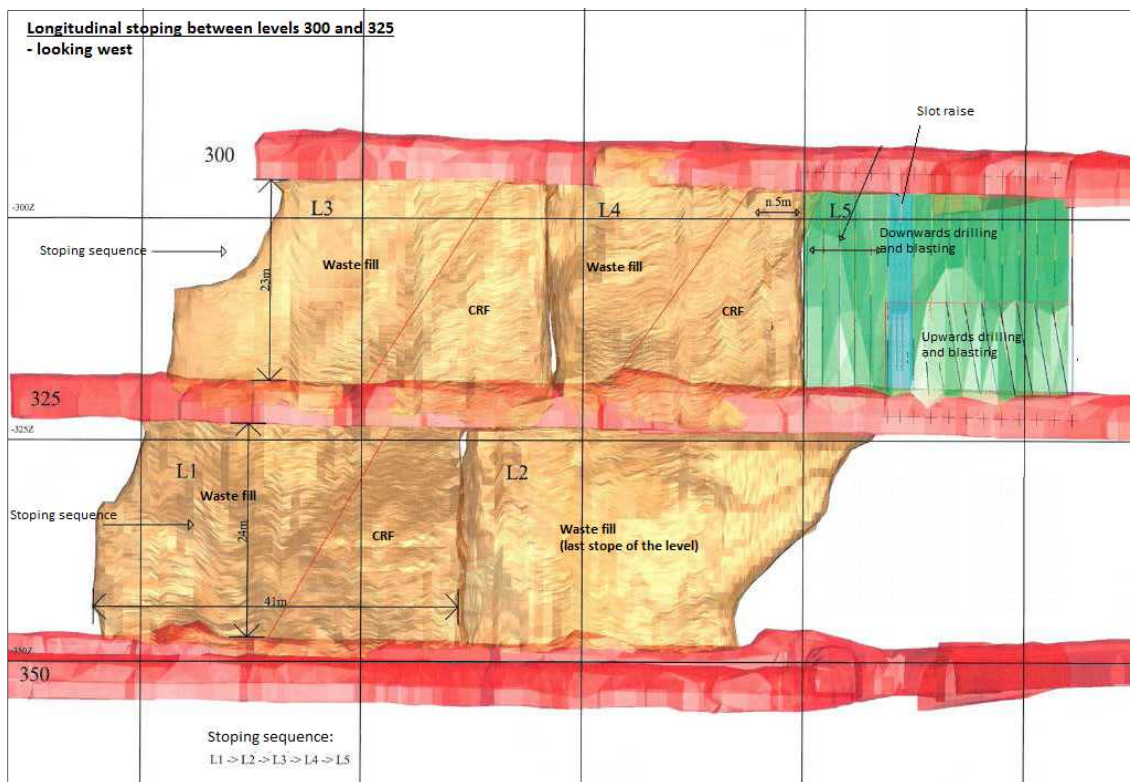 Longitudinal stoping between levels 300 and 325
- looking west
Slot raise
300
-300Z
L3
L4
n.5m
L5
Stoping sequence
Downwards drilling
and blasting
Waste fill
Waste fill
23m
CRF
CRF
Upwards drilling
and blasting
325
-325Z
L1
L2
Waste fill
Stoping sequence
24m
CRF
Waste fill
(last stope of the level)
41m
-350Z
350
Stoping sequence:
L1 -> L2 -> L3 -> L4 -> L5